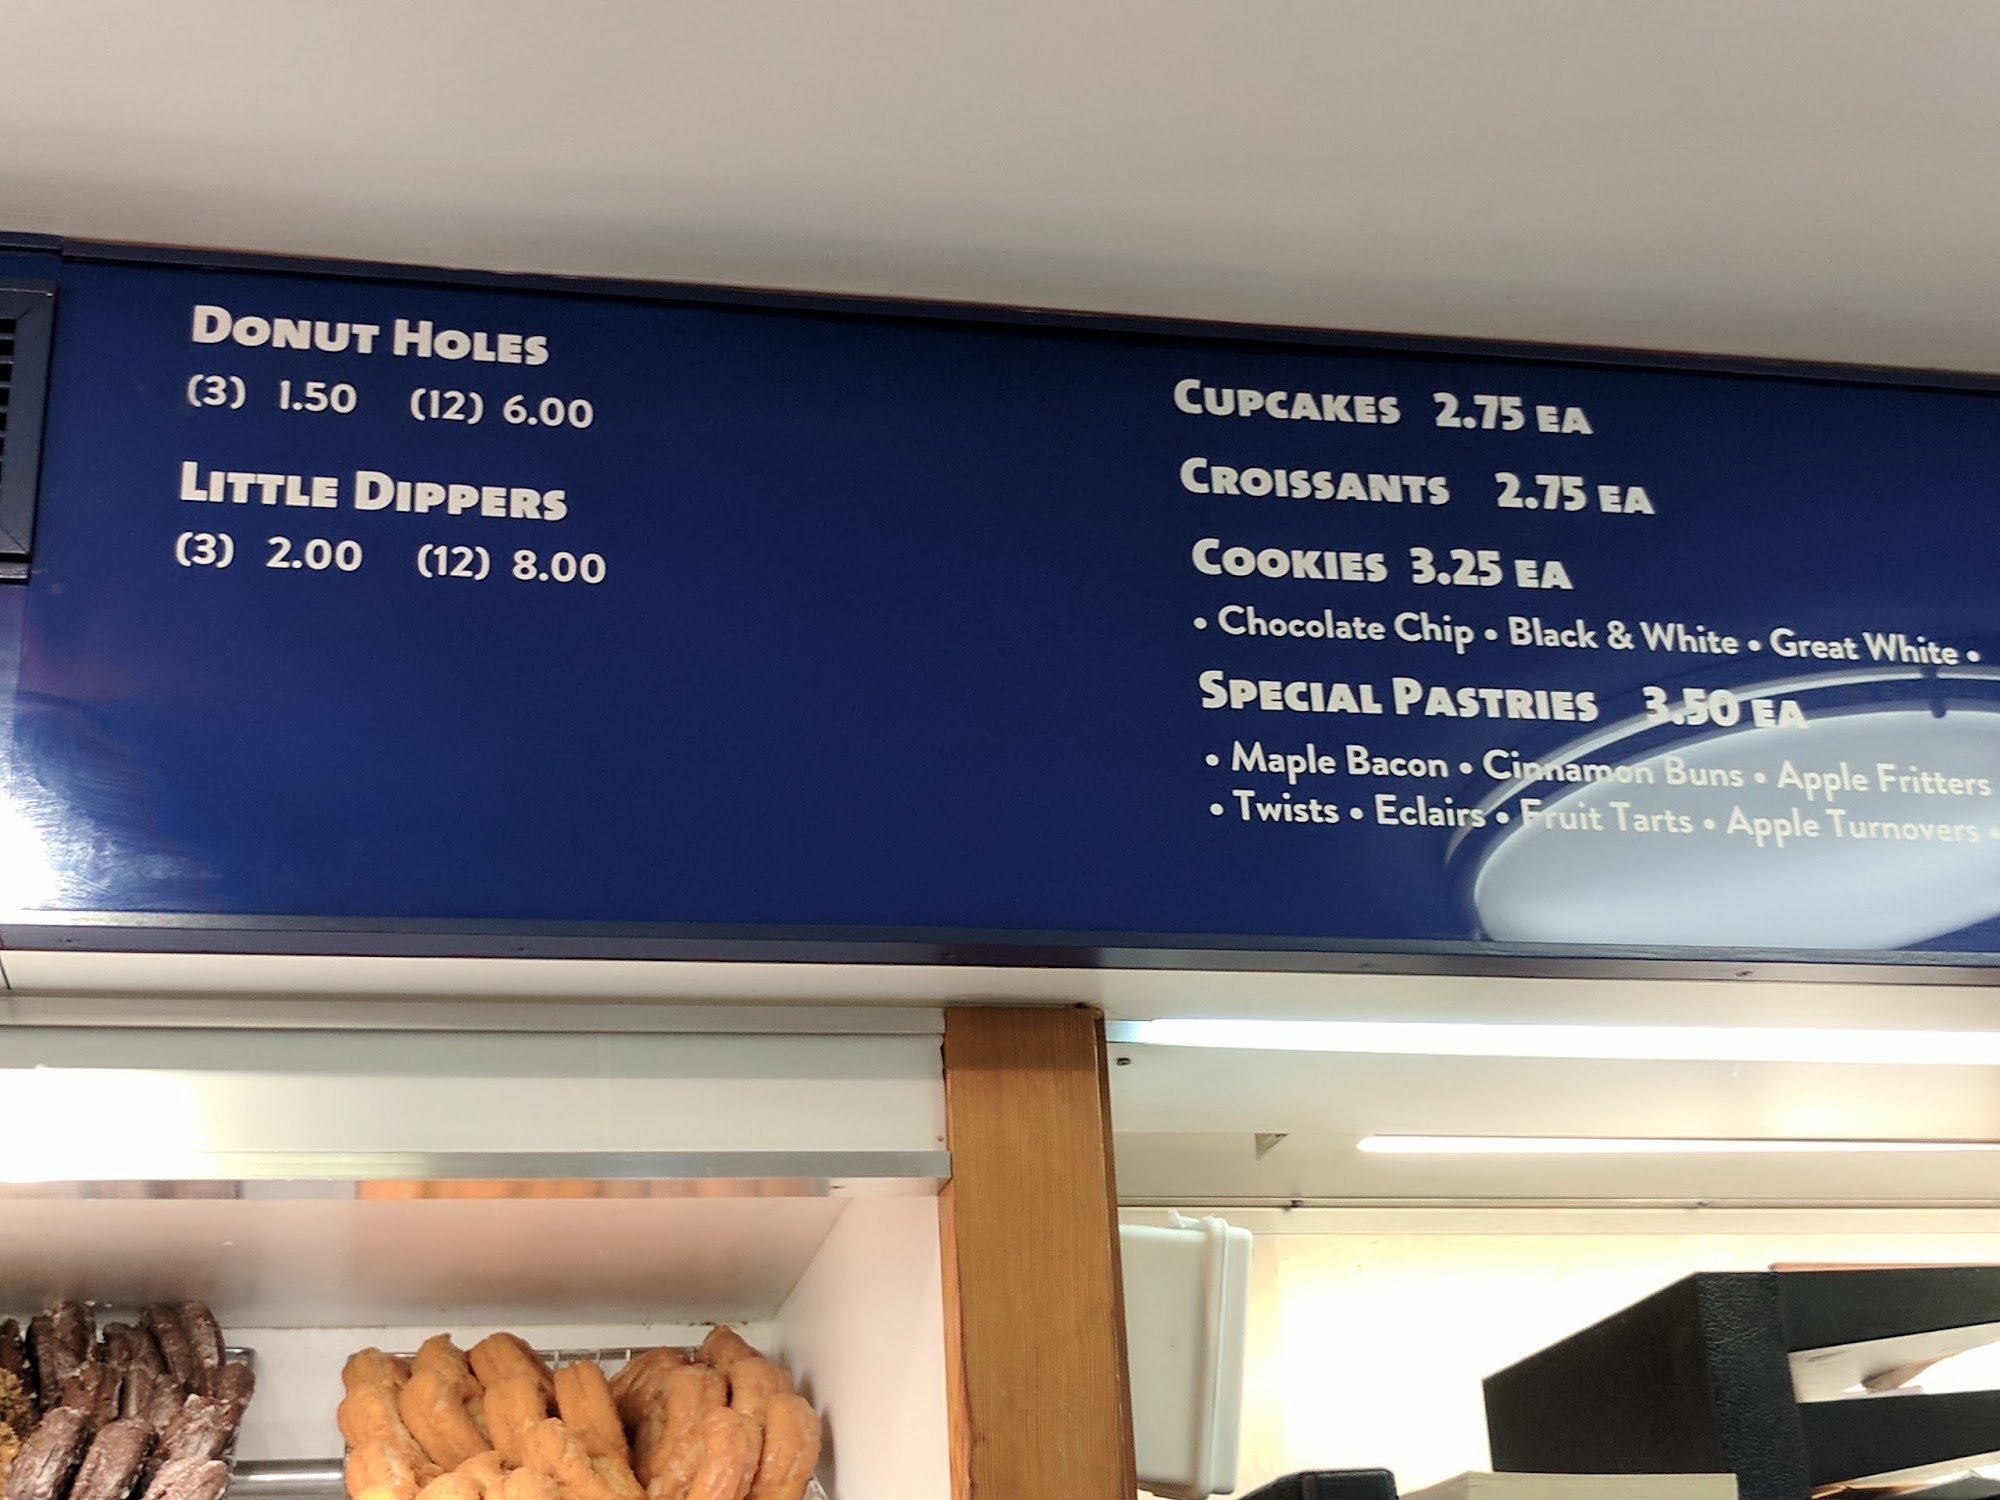 DONUT HOLES
(3) 1.50 (12) 6.00
LITTLE DIPPERS
(3) 2.00 (12) 8.00
CUPCAKES 2.75 EA
CROISSANTS 2.75 EA
COOKIES 3.25 EA
• Chocolate Chip • Black & White • Great White •
SPECIAL PASTRIES 3.50 EA
• Maple Bacon • Cinnamon Buns • Apple Fritters
• Twists • Eclairs • Fruit Tarts • Apple Turnovers •